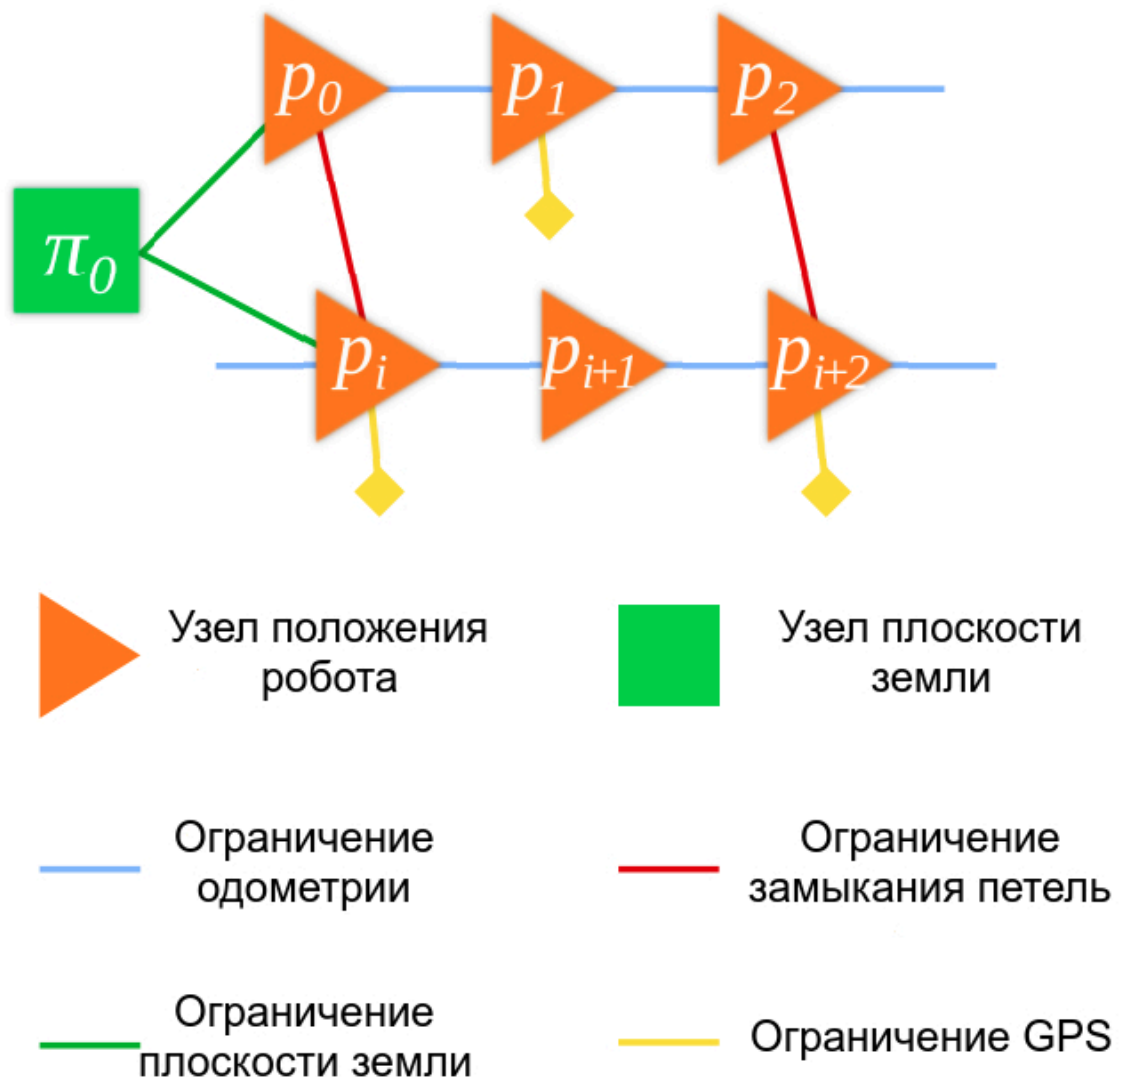 p0 p1 p2
π0
pi pi+1 pi+2
Узел положения
робота
Узел плоскости
земли
Ограничение
одометрии
Ограничение
замыкания петель
Ограничение
плоскости земли
Ограничение GPS